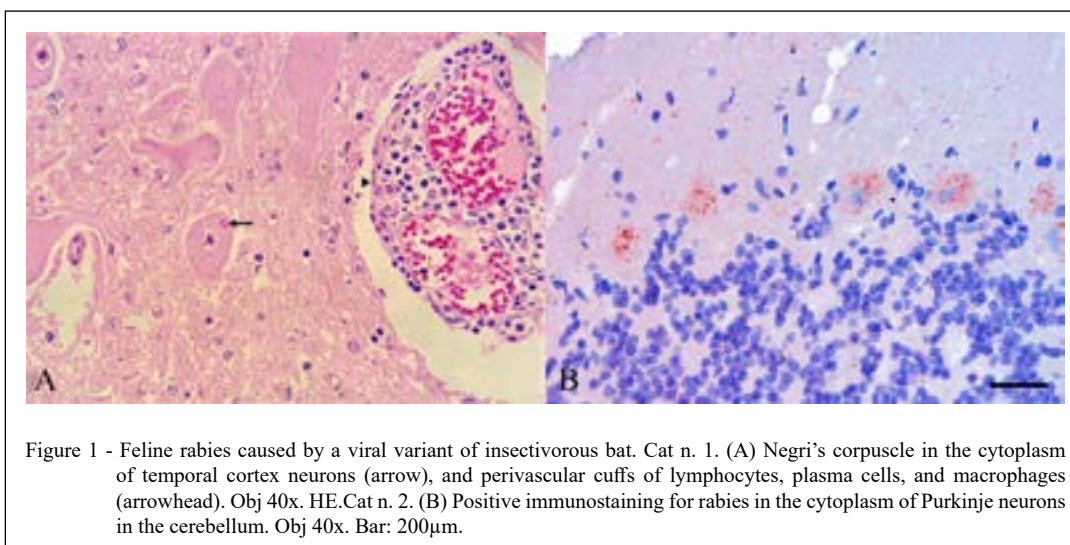 A
B
Figure 1 - Feline rabies caused by a viral variant of insectivorous bat. Cat n. 1. (A) Negri's corpuscle in the cytoplasm
of temporal cortex neurons (arrow), and perivascular cuffs of lymphocytes, plasma cells, and macrophages
(arrowhead). Obj 40x. HE.Cat n. 2. (B) Positive immunostaining for rabies in the cytoplasm of Purkinje neurons
in the cerebellum. Obj 40x. Bar: 200µm.